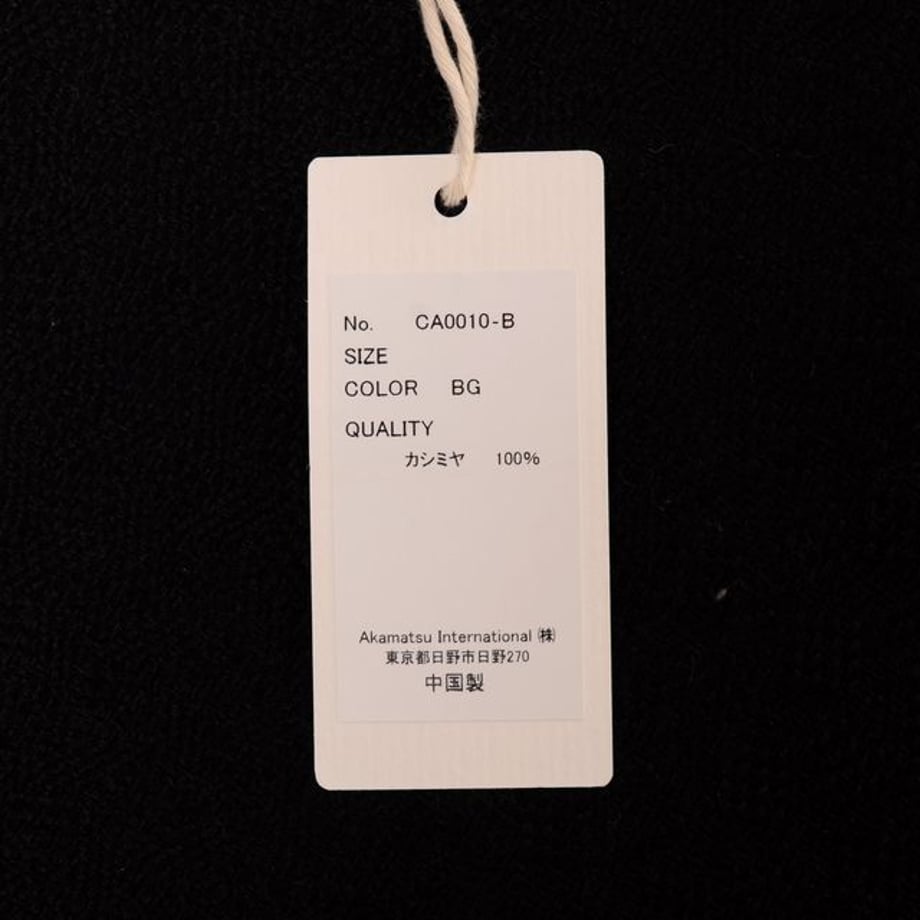 No. CA0010-B
SIZE
COLOR BG
QUALITY
カシミヤ 100%
Akamatsu International ㈱
東京都日野市日野270
中国製